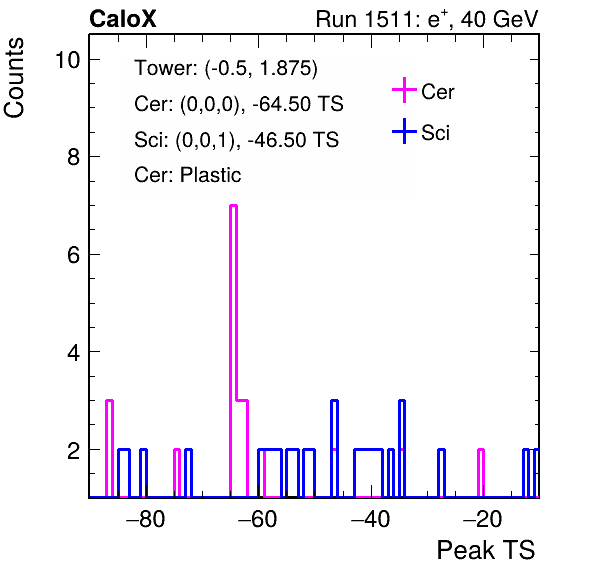 CaloX Run 1511: e+, 40 GeV
Counts
Tower: (-0.5, 1.875)
Cer: (0,0,0), -64.50 TS
Sci: (0,0,1), -46.50 TS
Cer: Plastic
Cer
Sci
10
8
6
4
2
−80 −60 −40 −20
Peak TS